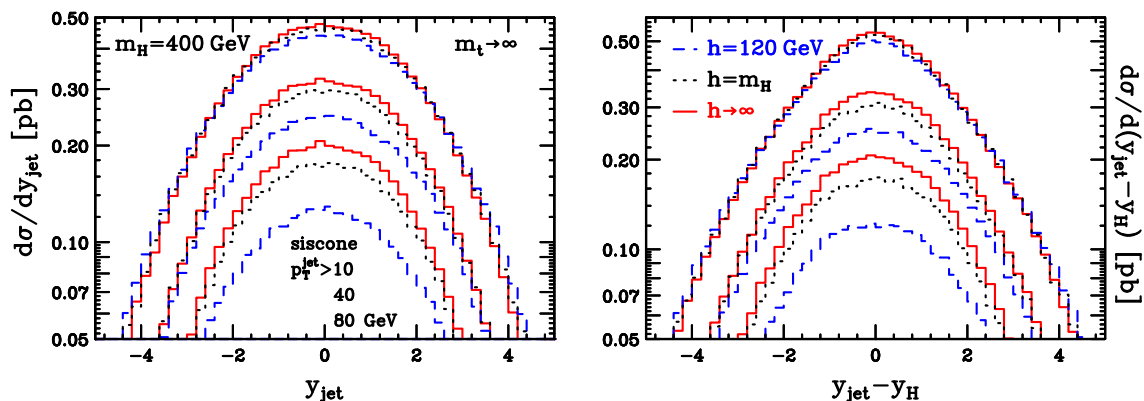 m_H=400 GeV
m_t→∞
dσ/dy_jet [pb]
0.50
0.30
0.20
0.10
0.07
0.05
siscone
p_T^jet>10
40
80 GeV
−4 −2 0 2 4
y_jet
h=120 GeV
h=m_H
h→∞
0.50
0.30
0.20
0.10
0.07
0.05
−4 −2 0 2 4
y_jet−y_H
dσ/d(y_jet−y_H) [pb]